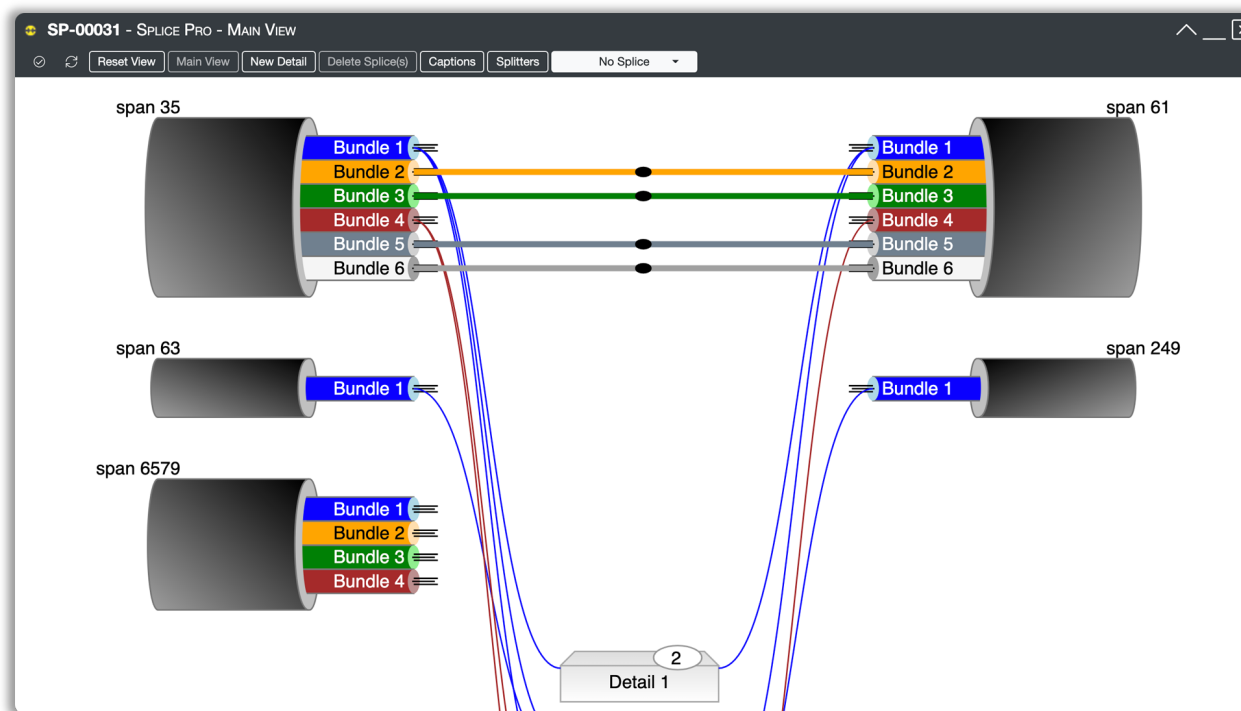 SP-00031 - Splice Pro - Main View
Reset View Main View New Detail Delete Splice(s) Captions Splitters No Splice
span 35
Bundle 1
Bundle 2
Bundle 3
Bundle 4
Bundle 5
Bundle 6
span 61
Bundle 1
Bundle 2
Bundle 3
Bundle 4
Bundle 5
Bundle 6
span 63
Bundle 1
span 249
Bundle 1
span 6579
Bundle 1
Bundle 2
Bundle 3
Bundle 4
2
Detail 1